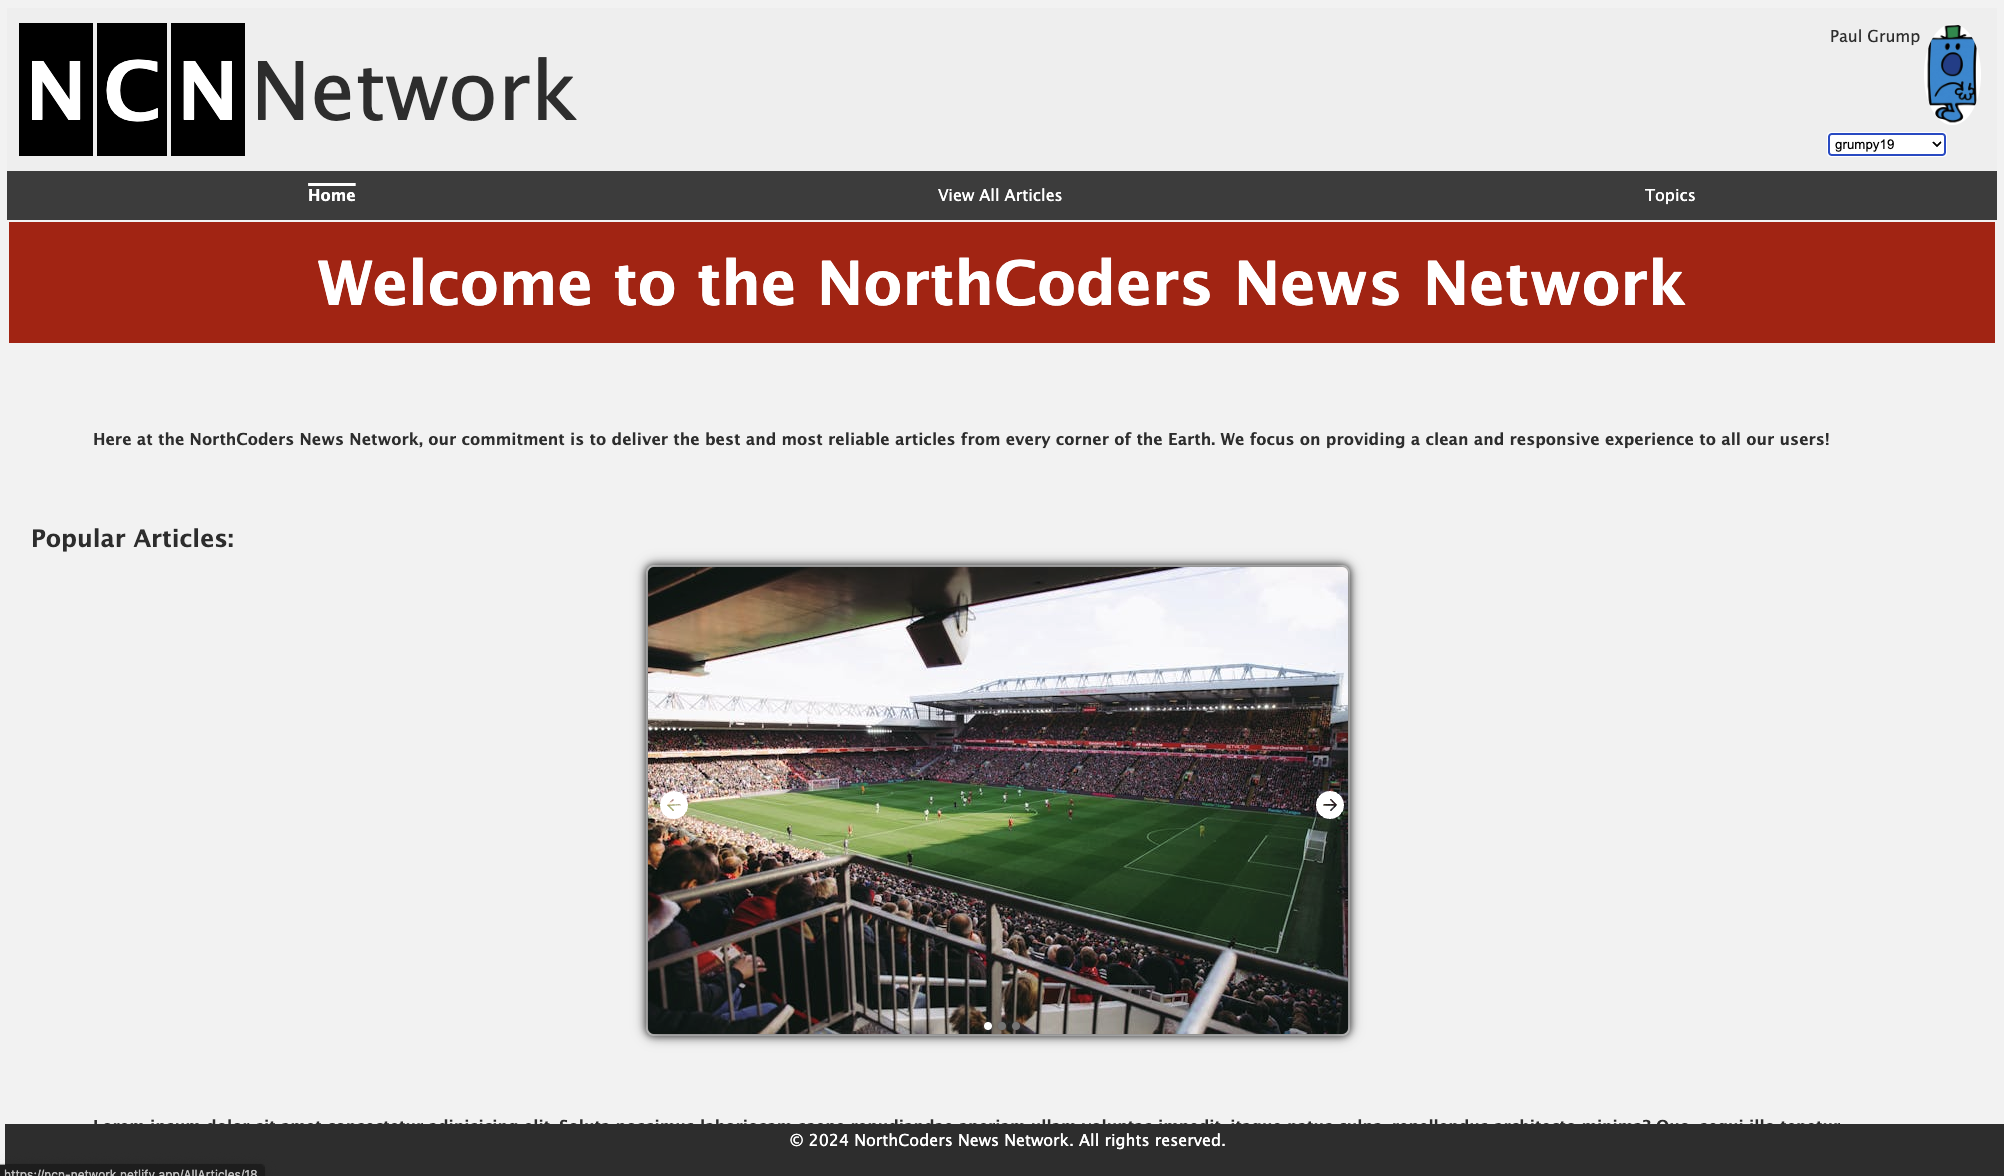 NCN Network
Paul Grump
grumpy19
Home
View All Articles
Topics
Welcome to the NorthCoders News Network
Here at the NorthCoders News Network, our commitment is to deliver the best and most reliable articles from every corner of the Earth. We focus on providing a clean and responsive experience to all our users!
Popular Articles:
© 2024 NorthCoders News Network. All rights reserved.
https://ncn-network.netlify.app/AllArticles/18